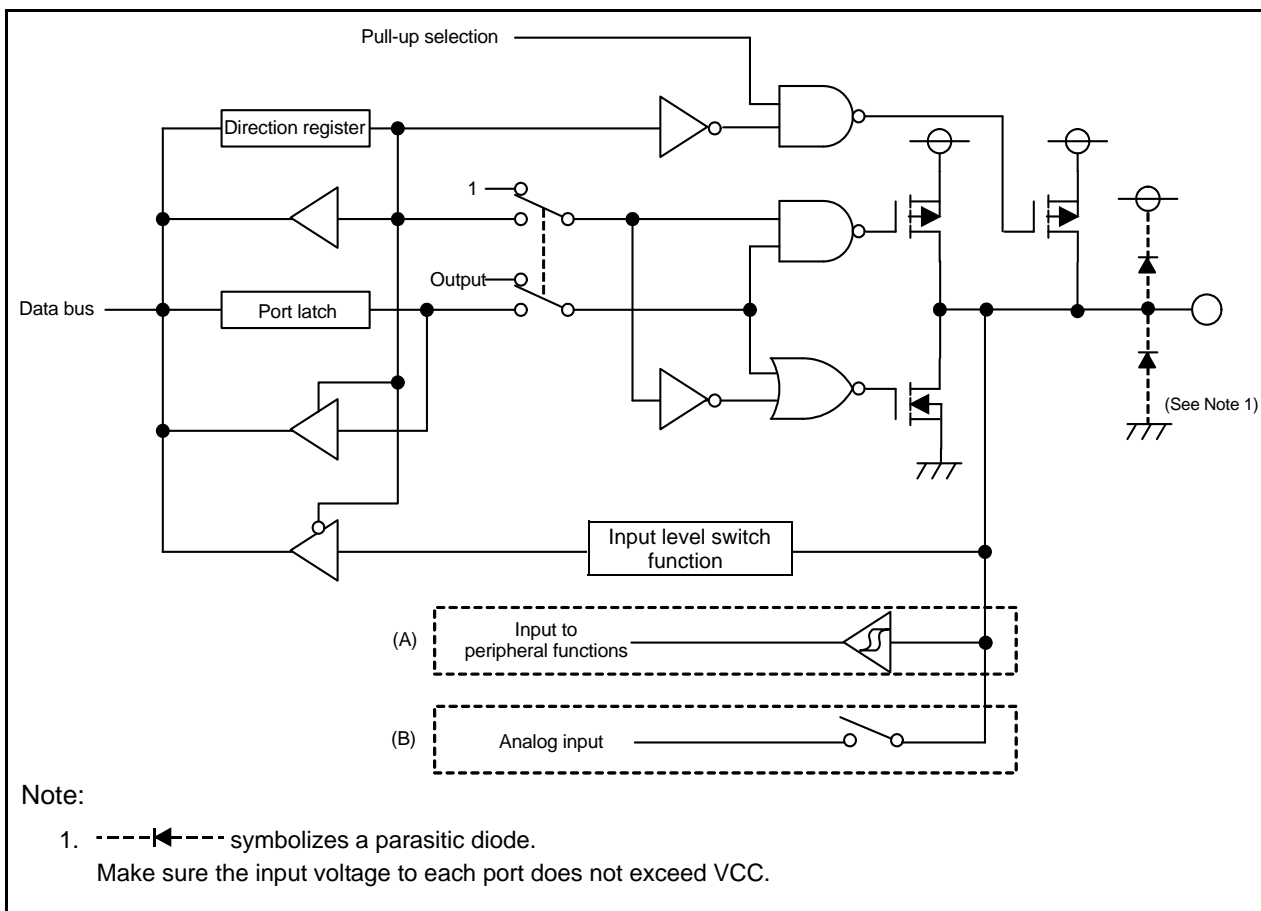 Pull-up selection
Direction register
1
Output
Data bus
Port latch
(See Note 1)
Input level switch
function
(A)
Input to
peripheral functions
(B)
Analog input
Note:
1. symbolizes a parasitic diode.
Make sure the input voltage to each port does not exceed VCC.